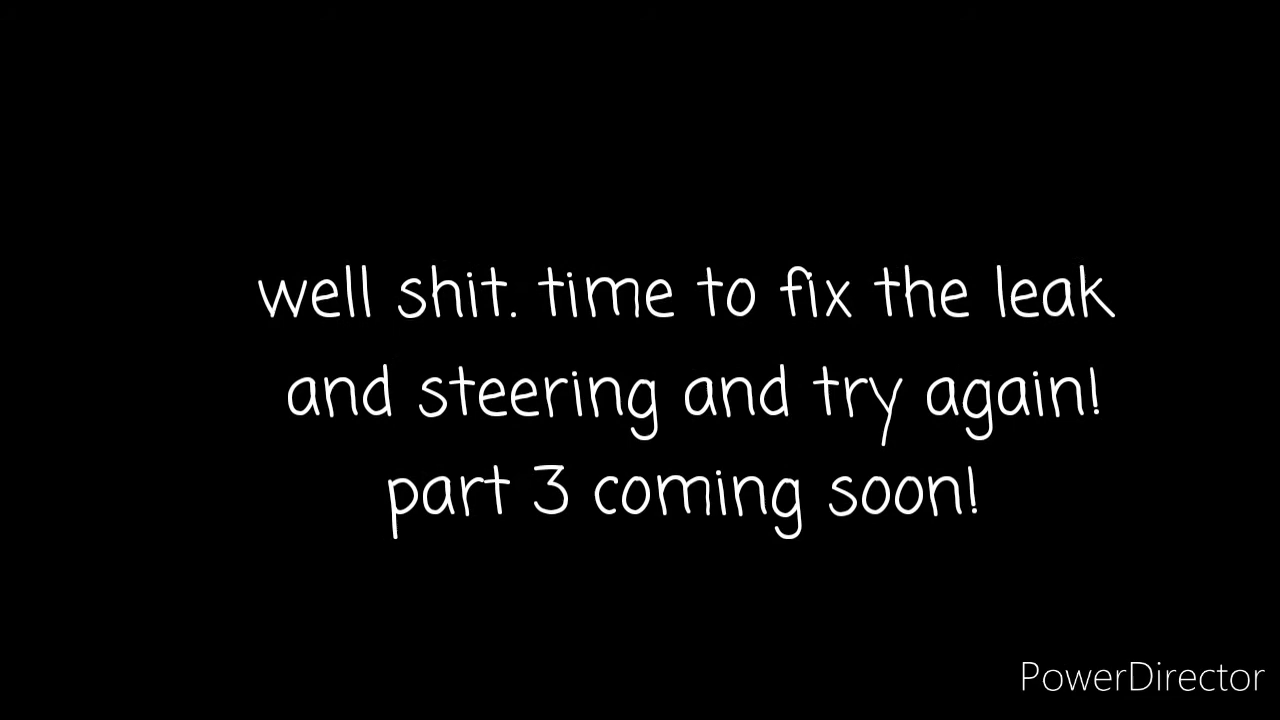 well shit. time to fix the leak
and steering and try again!
part 3 coming soon!
PowerDirector